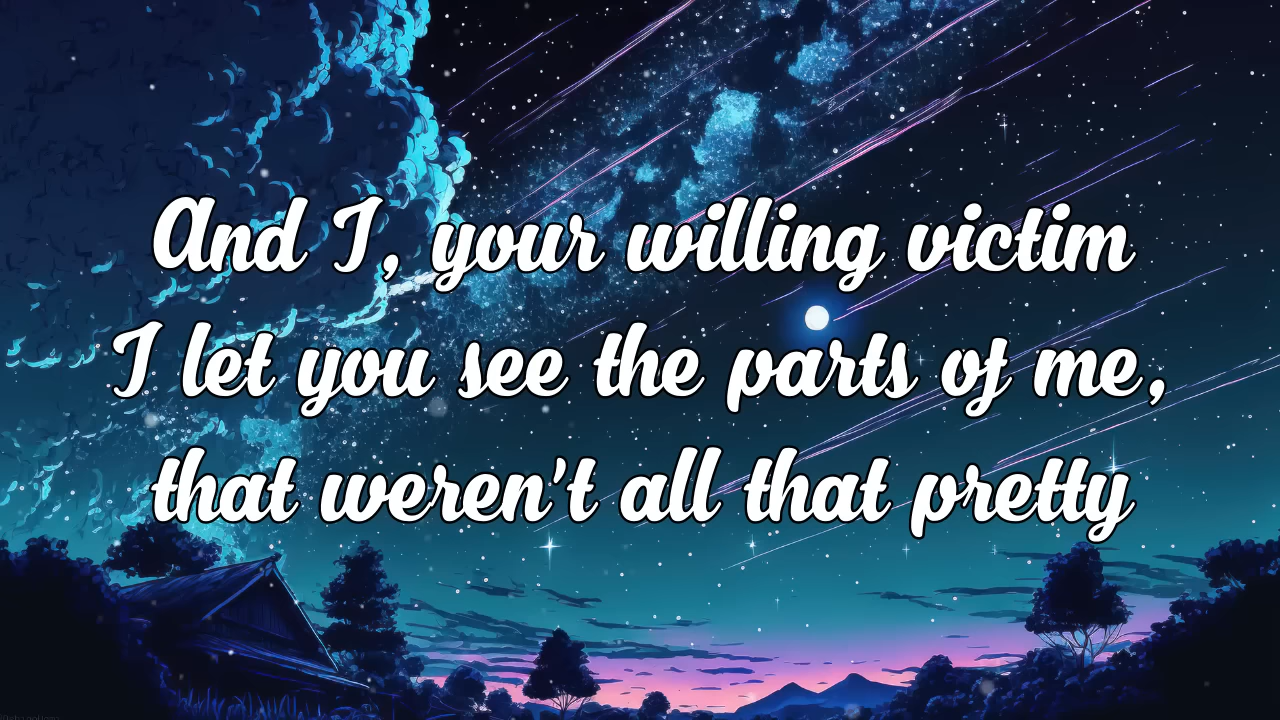 And I, your willing victim
I let you see the parts of me,
that weren't all that pretty